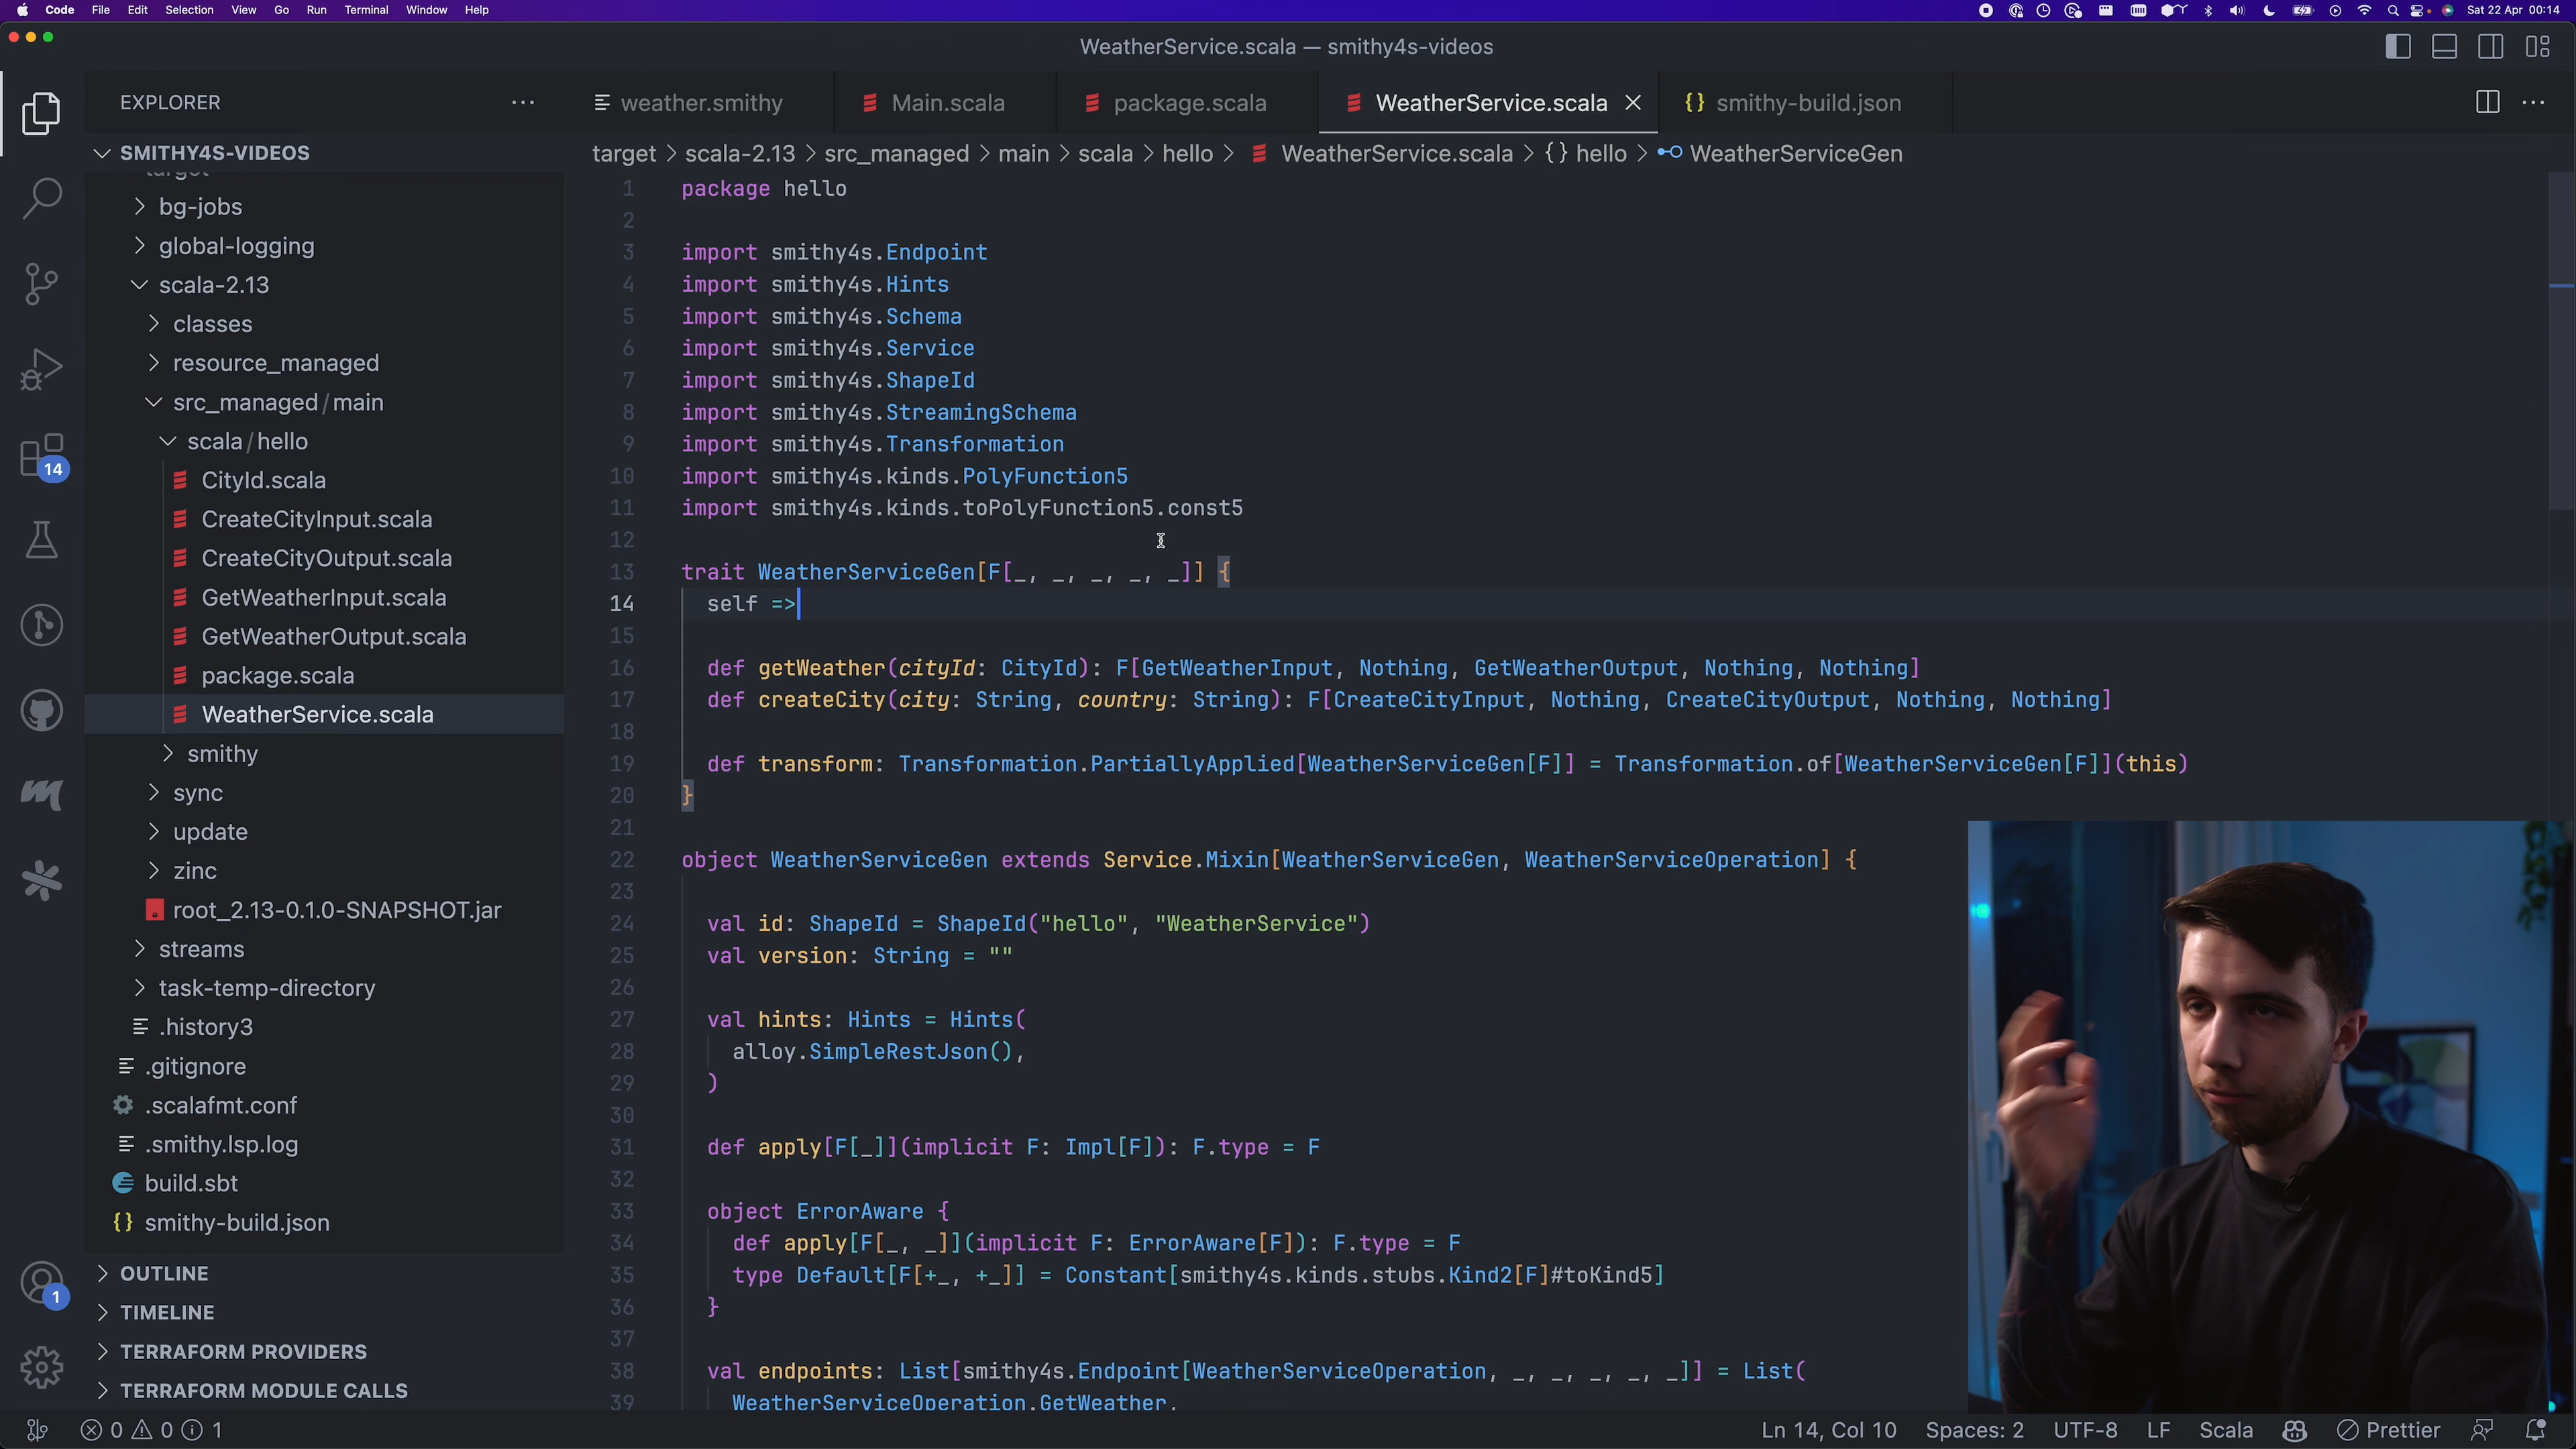 Code File Edit Selection View Go Run Terminal Window Help
Sat 22 Apr 00:14
WeatherService.scala — smithy4s-videos
EXPLORER
weather.smithy
Main.scala
package.scala
WeatherService.scala
smithy-build.json
SMITHY4S-VIDEOS
target
bg-jobs
global-logging
scala-2.13
classes
resource_managed
src_managed/main
scala/hello
CityId.scala
CreateCityInput.scala
CreateCityOutput.scala
GetWeatherInput.scala
GetWeatherOutput.scala
package.scala
WeatherService.scala
smithy
sync
update
zinc
root_2.13-0.1.0-SNAPSHOT.jar
streams
task-temp-directory
.history3
.gitignore
.scalafmt.conf
.smithy.lsp.log
build.sbt
{} smithy-build.json
OUTLINE
TIMELINE
TERRAFORM PROVIDERS
TERRAFORM MODULE CALLS
14
1
target > scala-2.13 > src_managed > main > scala > hello > WeatherService.scala > {} hello > WeatherServiceGen
1 package hello
2
3 import smithy4s.Endpoint
4 import smithy4s.Hints
5 import smithy4s.Schema
6 import smithy4s.Service
7 import smithy4s.ShapeId
8 import smithy4s.StreamingSchema
9 import smithy4s.Transformation
10 import smithy4s.kinds.PolyFunction5
11 import smithy4s.kinds.toPolyFunction5.const5
12
13 trait WeatherServiceGen[F[_, _, _, _, _]] {
14 self =>
15
16 def getWeather(cityId: CityId): F[GetWeatherInput, Nothing, GetWeatherOutput, Nothing, Nothing]
17 def createCity(city: String, country: String): F[CreateCityInput, Nothing, CreateCityOutput, Nothing, Nothing]
18
19 def transform: Transformation.PartiallyApplied[WeatherServiceGen[F]] = Transformation.of[WeatherServiceGen[F]](this)
20 }
21
22 object WeatherServiceGen extends Service.Mixin[WeatherServiceGen, WeatherServiceOperation] {
23
24 val id: ShapeId = ShapeId("hello", "WeatherService")
25 val version: String = ""
26
27 val hints: Hints = Hints(
28 alloy.SimpleRestJson(),
29 )
30
31 def apply[F[_]](implicit F: Impl[F]): F.type = F
32
33 object ErrorAware {
34 def apply[F[_, _]](implicit F: ErrorAware[F]): F.type = F
35 type Default[F[+_, +_]] = Constant[smithy4s.kinds.stubs.Kind2[F]#toKind5]
36 }
37
38 val endpoints: List[smithy4s.Endpoint[WeatherServiceOperation, _, _, _, _, _]] = List(
39 WeatherServiceOperation.GetWeather,
0 0 1
Ln 14, Col 10 Spaces: 2 UTF-8 LF Scala Prettier